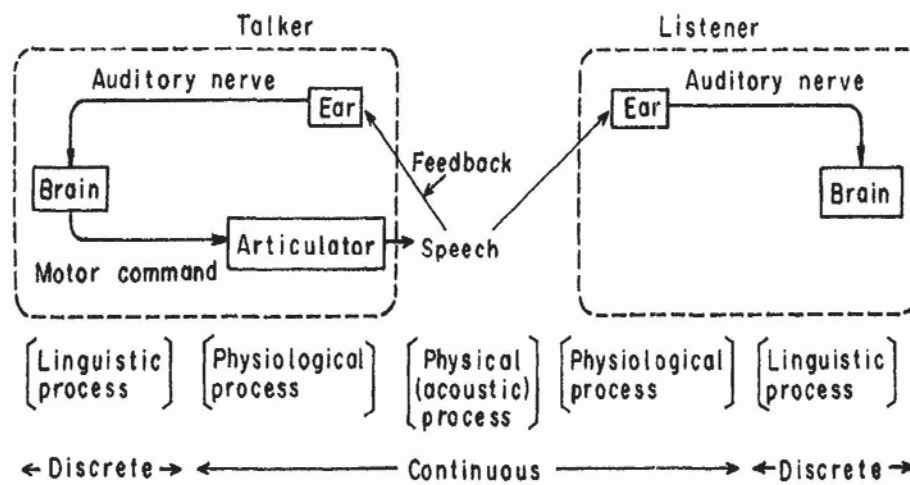 Talker
Listener
Auditory nerve
Auditory nerve
Ear
Ear
Feedback
Brain
Brain
Articulator
Speech
Motor command
Linguistic process
Physiological process
Physical (acoustic) process
Physiological process
Linguistic process
Discrete
Continuous
Discrete